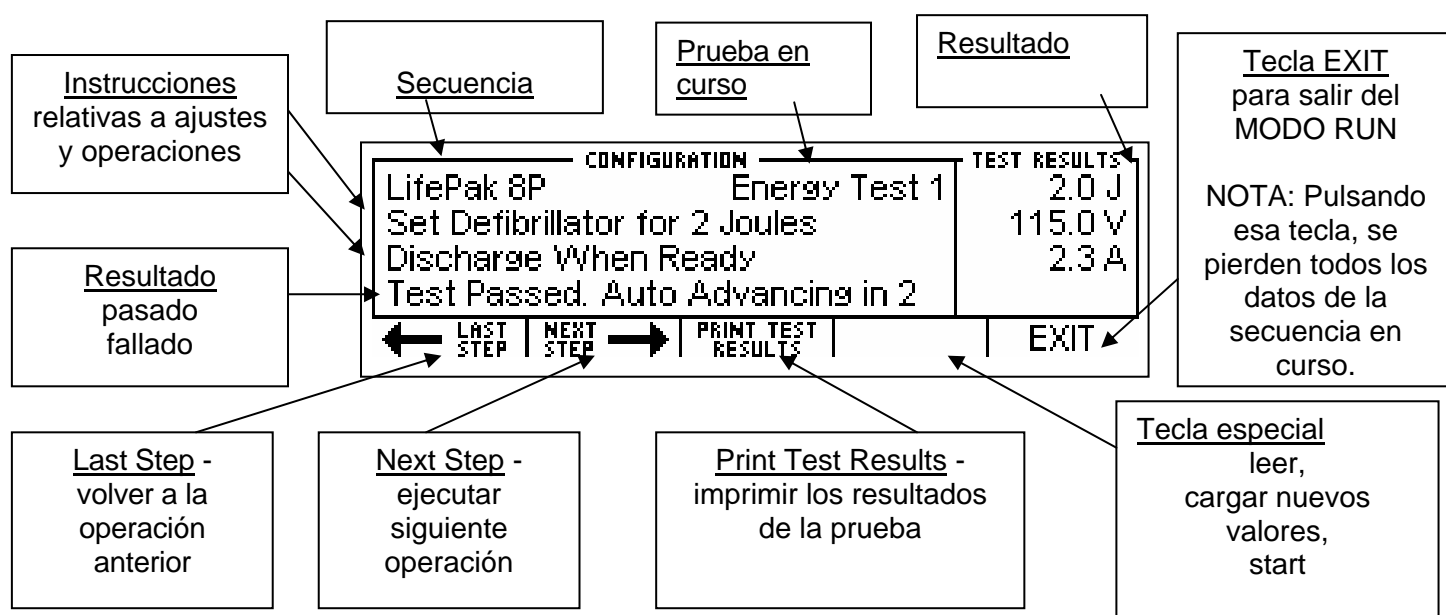 Instrucciones
relativas a ajustes
y operaciones
Secuencia
Prueba en
curso
Resultado
Tecla EXIT
para salir del
MODO RUN
NOTA: Pulsando
esa tecla, se
pierden todos los
datos de la
secuencia en
curso.
Resultado
pasado
fallado
CONFIGURATION
TEST RESULTS
LifePak 8P Energy Test 1 2.0 J
Set Defibrillator for 2 Joules 115.0 V
Discharge When Ready 2.3 A
Test Passed. Auto Advancing in 2
LAST
STEP
NEXT
STEP
PRINT TEST
RESULTS
EXIT
Last Step -
volver a la
operación
anterior
Next Step -
ejecutar
siguiente
operación
Print Test Results -
imprimir los resultados
de la prueba
Tecla especial
leer,
cargar nuevos
valores,
start